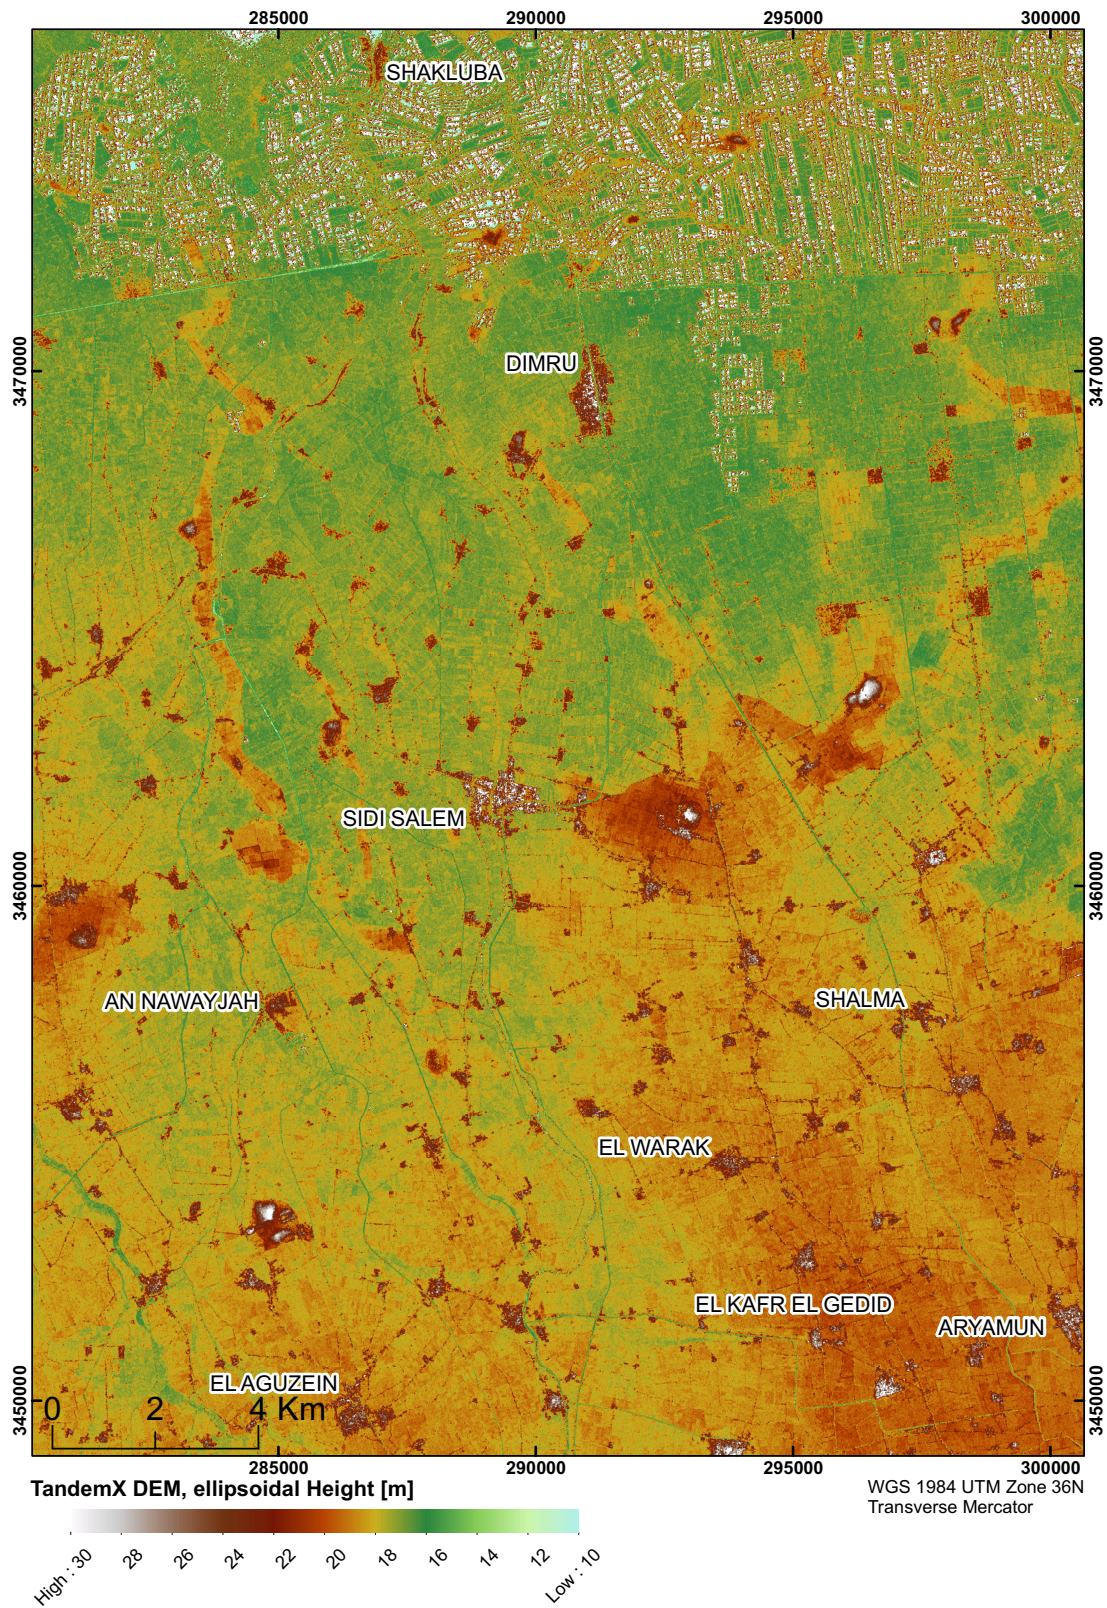 285000 290000 295000 300000
SHAKLUBA
3470000
DIMRU
3470000
SIDI SALEM
3460000
3460000
AN NAWAYJAH
SHALMA
EL WARAK
EL KAFR EL GEDID
ARYAMUN
EL AGUZEIN
3450000
3450000
0 2 4 Km
285000 290000 295000 300000
TandemX DEM, ellipsoidal Height [m]
WGS 1984 UTM Zone 36N
Transverse Mercator
High : 30 28 26 24 22 20 18 16 14 12 Low : 10